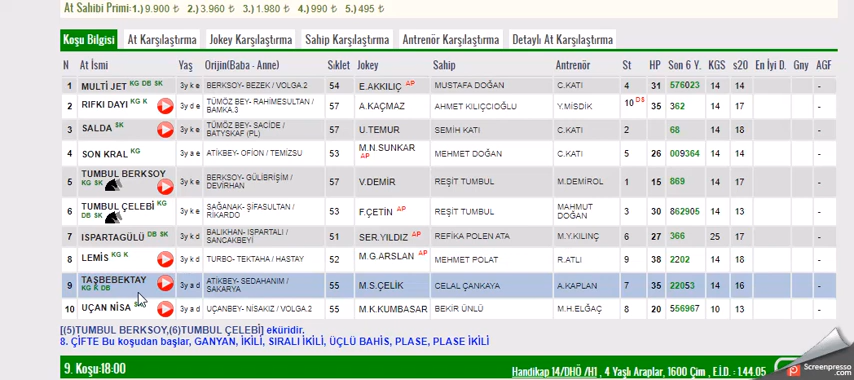 At Sahibi Primi: 1.) 9.900 ₺ 2.) 3.960 ₺ 3.) 1.980 ₺ 4.) 990 ₺ 5.) 495 ₺
Koşu Bilgisi At Karşılaştırma Jokey Karşılaştırma Sahip Karşılaştırma Antrenör Karşılaştırma Detaylı At Karşılaştırma
N At İsmi Yaş Orijin(Baba - Anne) Sıklet Jokey Sahip Antrenör St HP Son 6 Y. KGS s20 En İyi D. Gny AGF
1 MULTİ JET KG DB SK 3y k e BERKSOY- BEZEK / VOLGA.2 54 E.AKKILIÇ AP MUSTAFA DOĞAN C.KATI 4 31 576023 14 14 -
2 RIFKI DAYI KG K 3y d e TÜMÖZ BEY- RAHİMESULTAN / BAMKA.3 57 A.KAÇMAZ AHMET KILIÇCIOĞLU Y.MİSDİK 10 DS 35 362 14 17 -
3 SALDA SK 3y k e TÜMÖZ BEY- SACİDE / BATYSKAF (PL) 57 U.TEMUR SEMİH KATI C.KATI 2 68 14 18 -
4 SON KRAL KG 3y a e ATİKBEY- OFİON / TEMİZSU 53 M.N.SUNKAR AP MEHMET DOĞAN C.KATI 5 26 009364 14 14 -
5 TUMBUL BERKSOY KG SK 3y k e BERKSOY- GÜLİBRİŞİM / DEVİRHAN 57 V.DEMİR REŞİT TUMBUL M.DEMİROL 1 15 869 14 17 -
6 TUMBUL ÇELEBİ KG DB SK 3y k e SAĞANAK- ŞİFASULTAN / RIKARDO 53 F.ÇETİN AP REŞİT TUMBUL MAHMUT DOĞAN 3 30 862905 14 13 -
7 ISPARTAGÜLÜ DB SK 3y k d BALIKHAN- ISPARTALI / SANCAKBEYİ 51 SER.YILDIZ AP REFİKA POLEN ATA M.Y.KILINÇ 6 27 366 25 17 -
8 LEMİS KG K 3y k d TURBO- TEKTAHA / HASTAY 52 M.G.ARSLAN AP MEHMET POLAT R.ATLI 9 38 2202 14 18 -
9 TAŞBEBEKTAY KG K DB 3y a d ATİKBEY- SEDAHANIM / SAKARYA 55 M.S.ÇELİK CELAL ÇANKAYA A.KAPLAN 7 35 22053 14 16 -
10 UÇAN NİSA 3y a d UÇANBEY- NİSAKIZ / VOLGA.2 55 M.K.KUMBASAR BEKİR ÜNLÜ M.H.ELĞAÇ 8 20 556967 14 13 -
[(5)TUMBUL BERKSOY,(6)TUMBUL ÇELEBİ] eküridir.
8. ÇİFTE Bu koşudan başlar, GANYAN, İKİLİ, SIRALI İKİLİ, ÜÇLÜ BAHİS, PLASE, PLASE İKİLİ
9. Koşu:18:00 Handikap 14/DHÖ /H1 , 4 Yaşlı Araplar, 1600 Çim , E.İ.D. : 1.44.05
Screenpresso.com